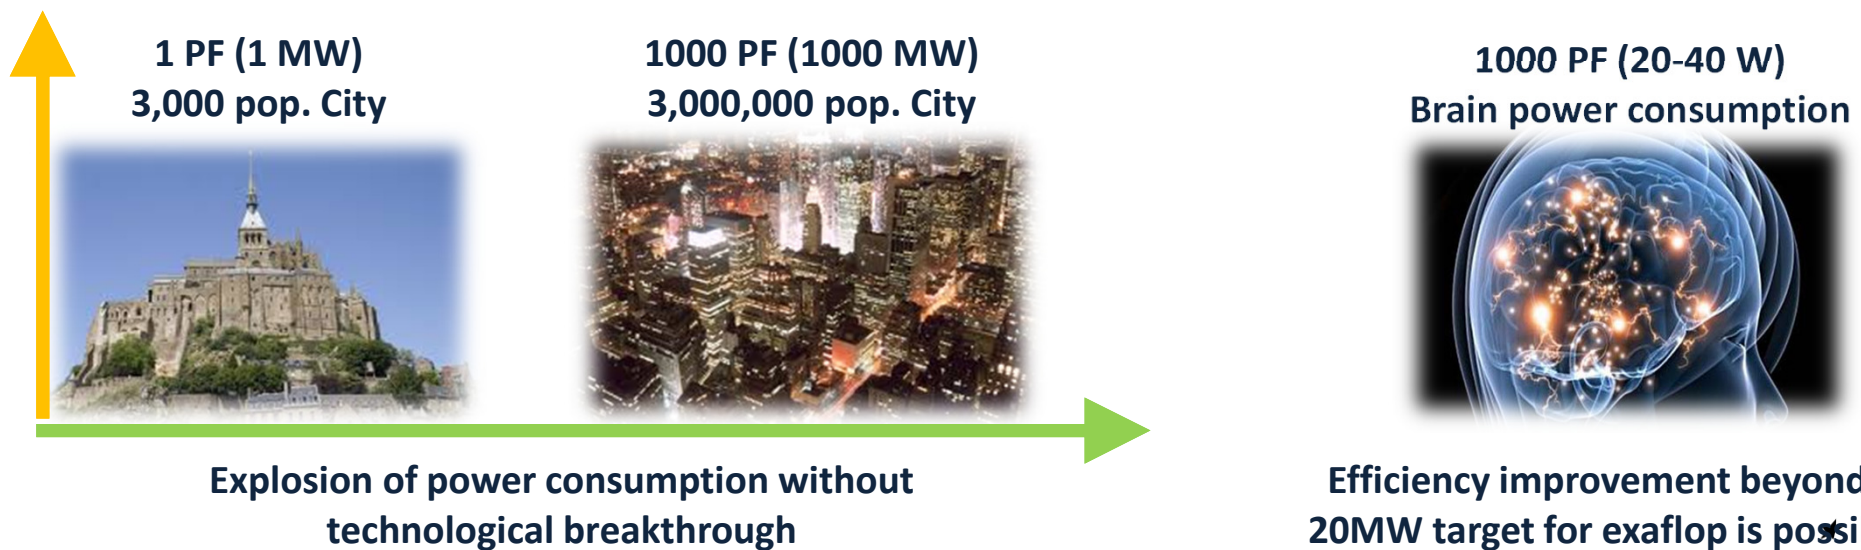 1 PF (1 MW)
3,000 pop. City
1000 PF (1000 MW)
3,000,000 pop. City
1000 PF (20-40 W)
Brain power consumption
Explosion of power consumption without
technological breakthrough
Efficiency improvement beyond
20MW target for exaflop is